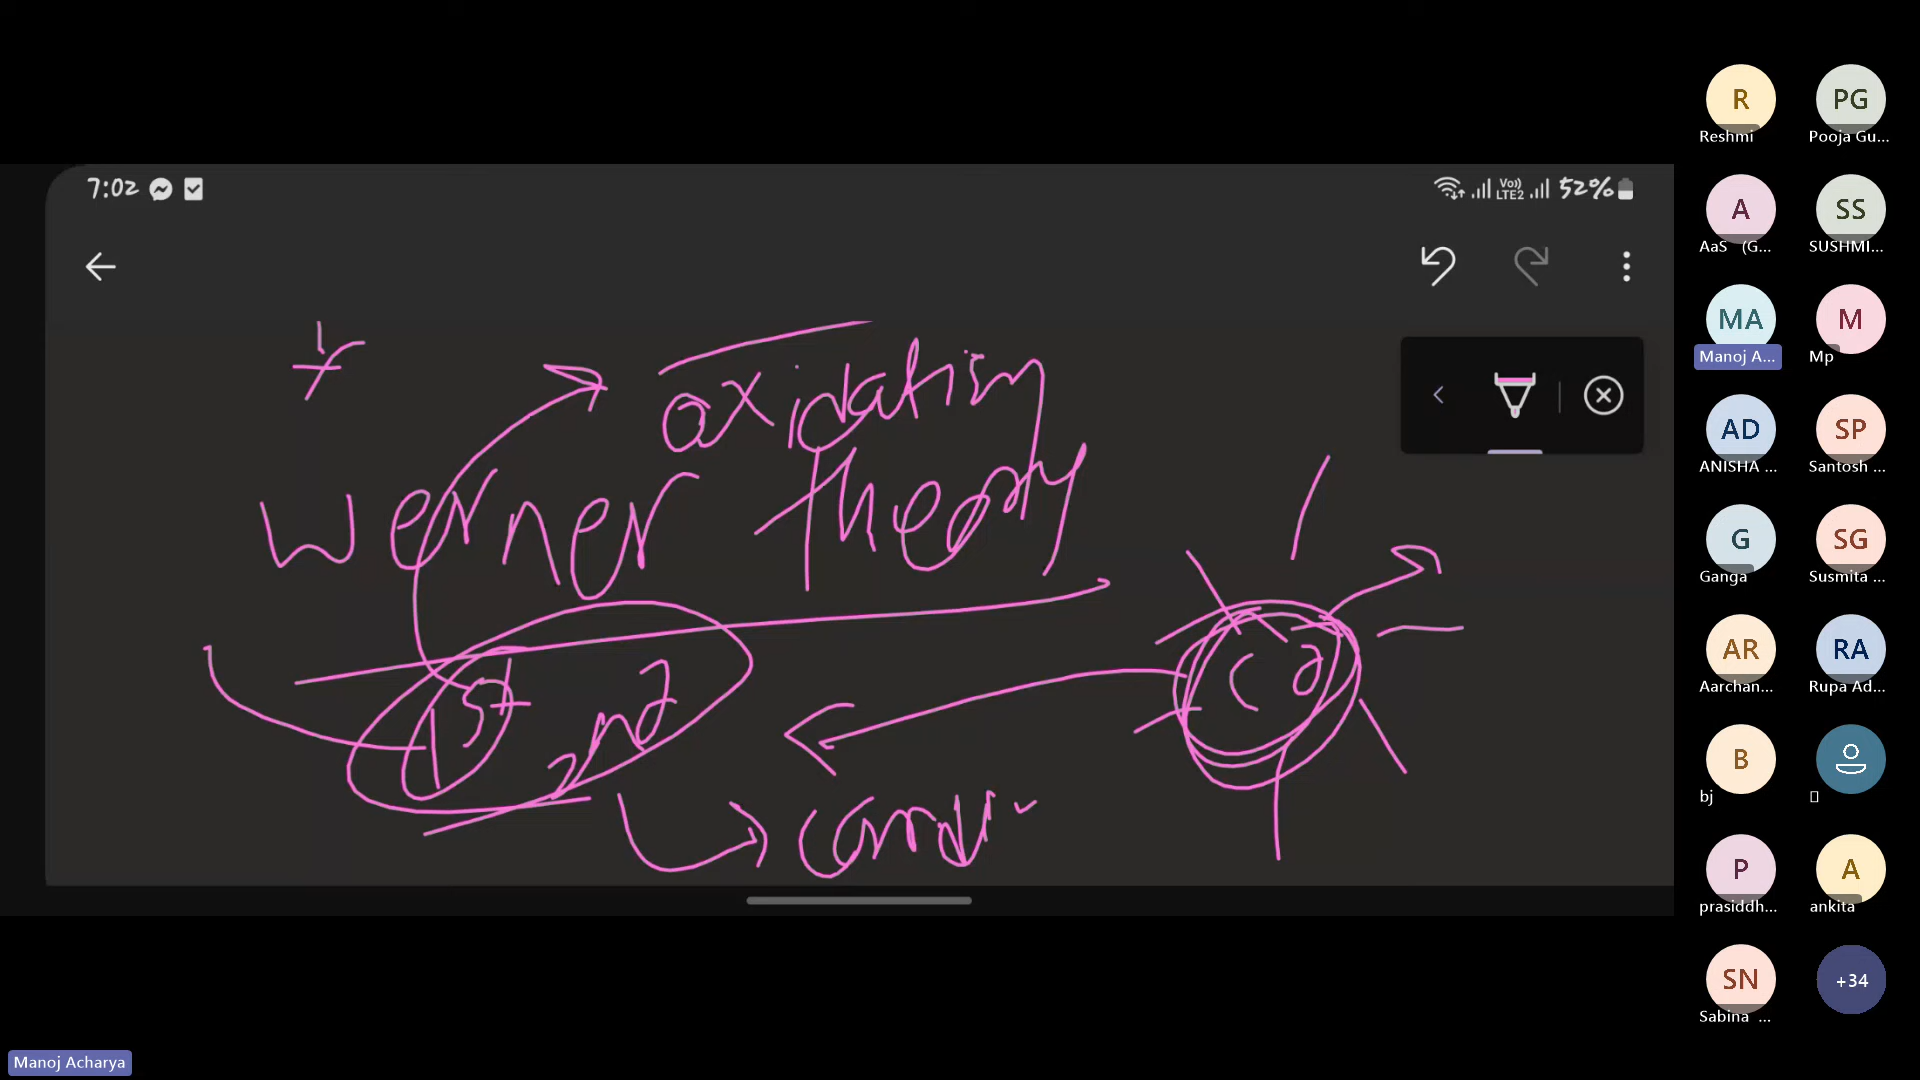 7:02
Vo)
LTE2
52%
oxidation
Werner Theory
1st 2nd
R
Reshmi
PG
Pooja Gu...
A
AaS (G...
SS
SUSHMI...
MA
Manoj A...
M
Mp
AD
ANISHA ...
SP
Santosh ...
G
Ganga
SG
Susmita ...
AR
Aarchan...
RA
Rupa Ad...
B
bj
P
prasiddh...
A
ankita
SN
Sabina ...
+34
Manoj Acharya